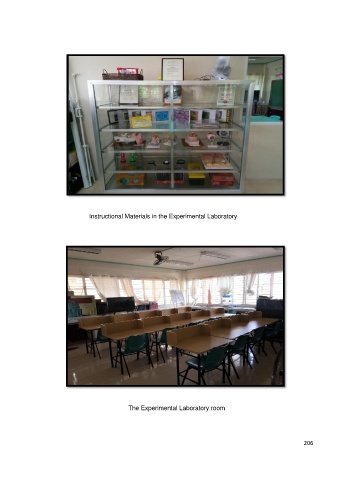 Instructional Materials in the Experimental Laboratory
The Experimental Laboratory room
206